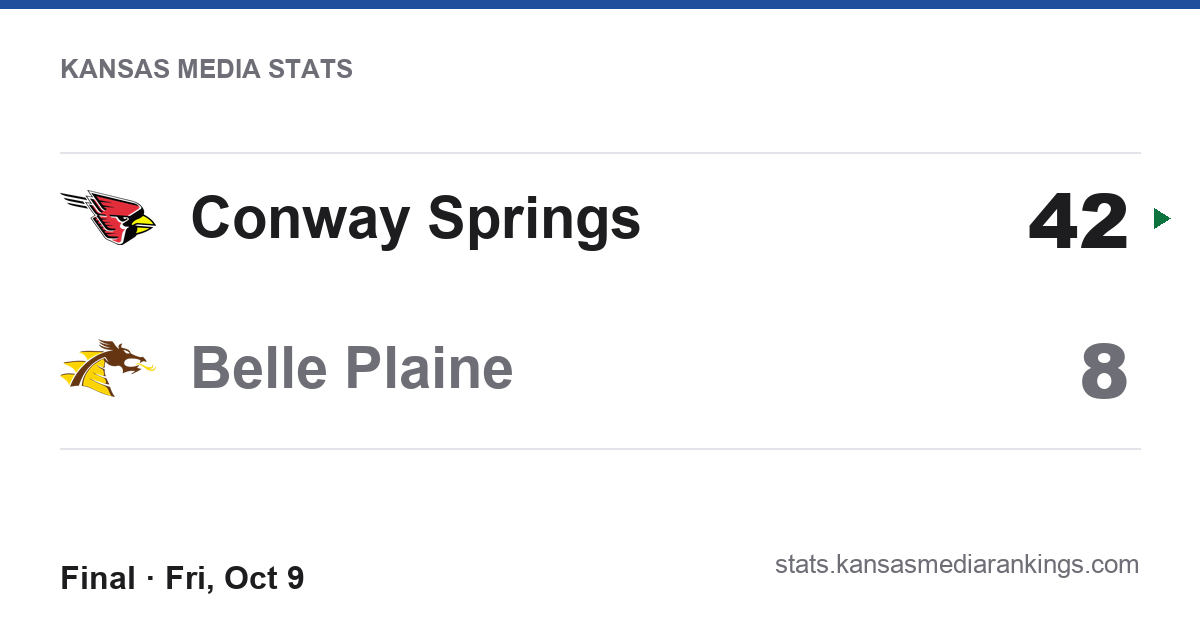 KANSAS MEDIA STATS
Conway Springs 42
Belle Plaine 8
Final · Fri, Oct 9
stats.kansasmediarankings.com